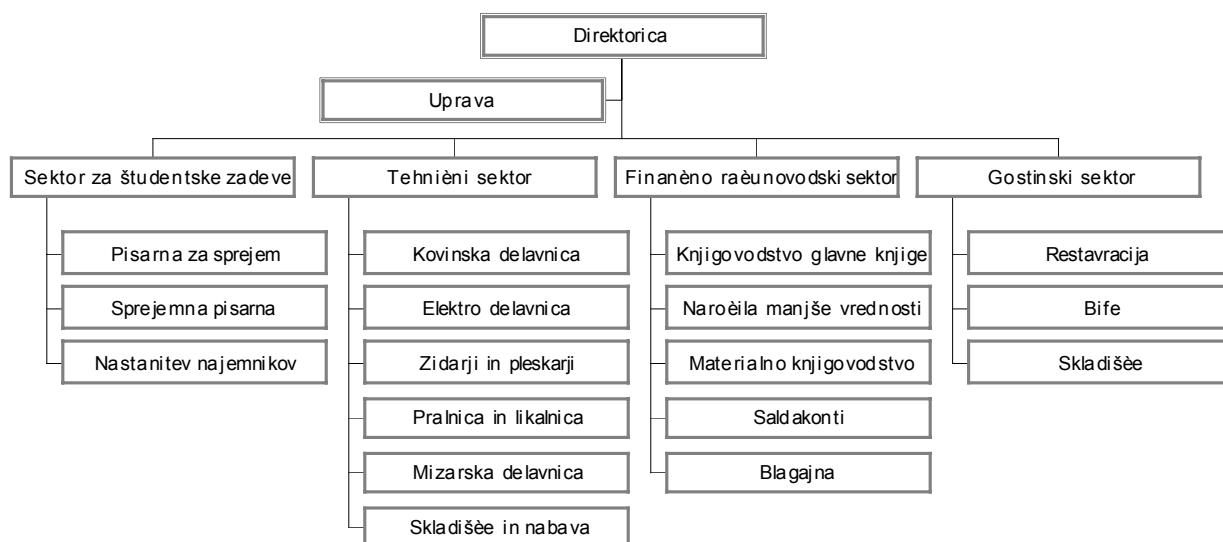 Direktorica
Uprava
Sektor za študentske zadeve
Tehnièni sektor
Finanèno raèunovodski sektor
Gostinski sektor
Pisarna za sprejem
Sprejemna pisarna
Nastanitev najemnikov
Kovinska delavnica
Elektro delavnica
Zidarji in pleskarji
Pralnica in likalnica
Mizarska delavnica
Skladišèe in nabava
Knjigovodstvo glavne knjige
Naroèila manjše vrednosti
Materialno knjigovodstvo
Saldakonti
Blagajna
Restavracija
Bife
Skladišèe